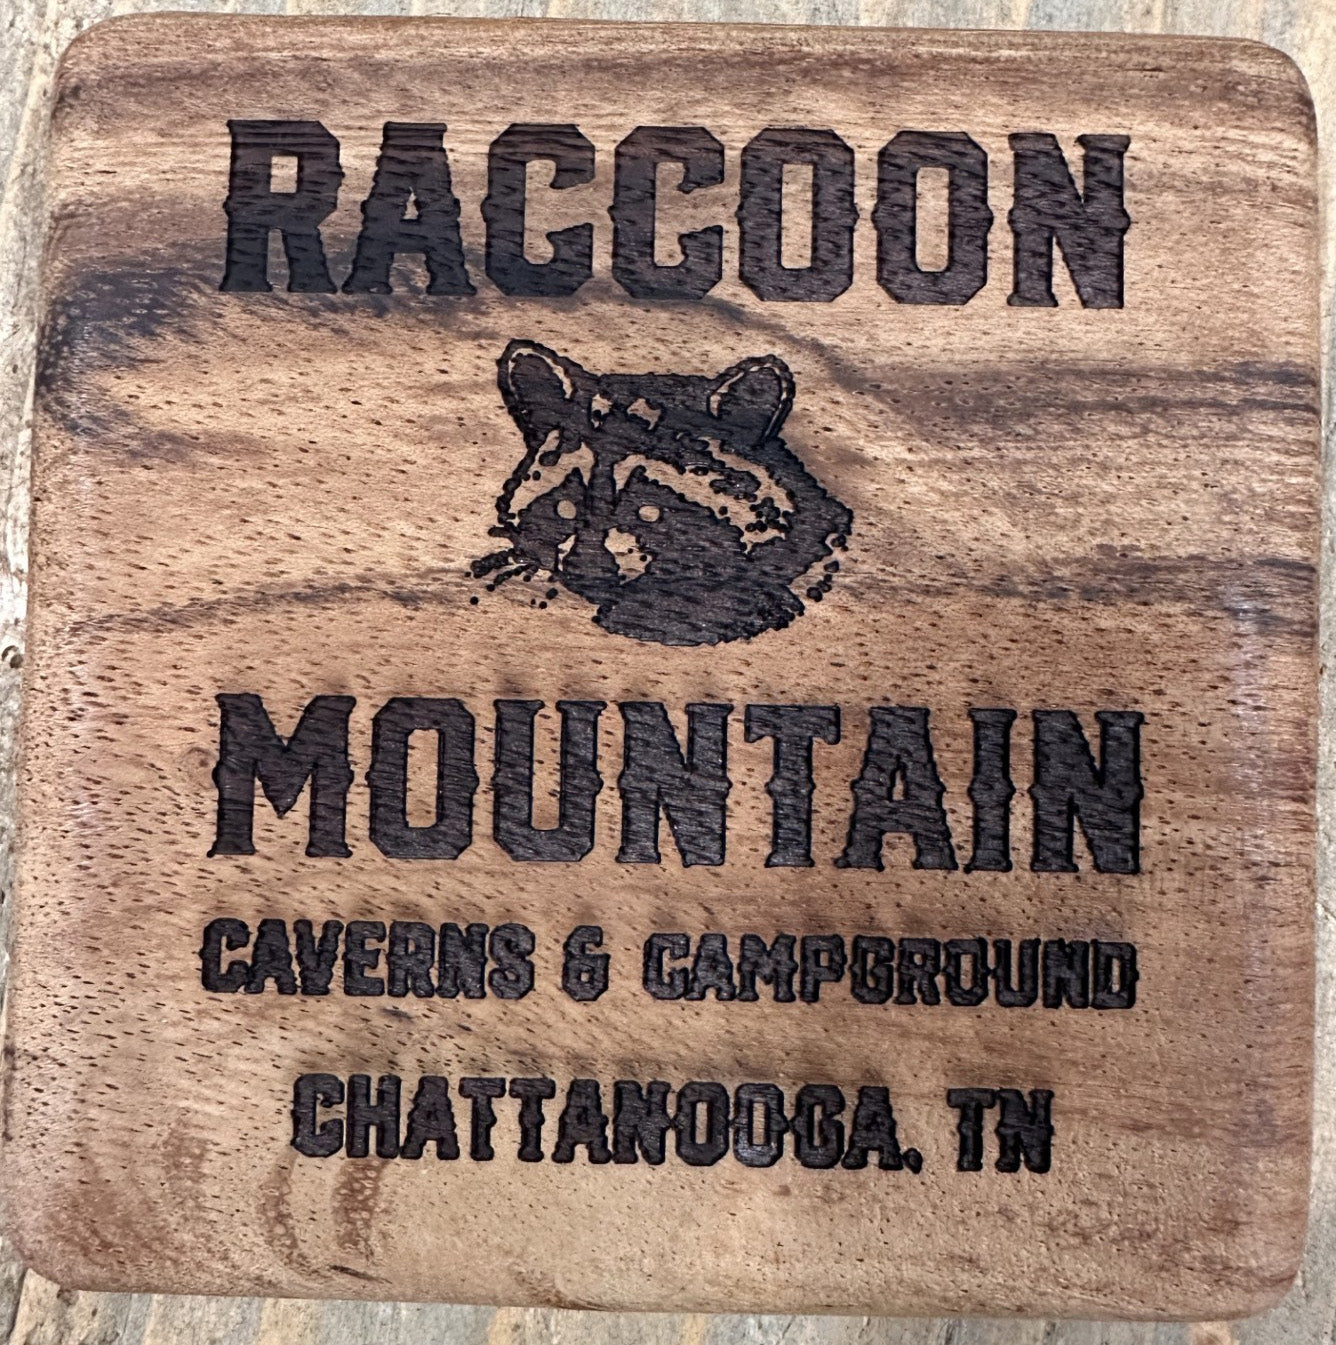 RACCOON
MOUNTAIN
CAVERNS & CAMPGROUND
CHATTANOOGA, TN